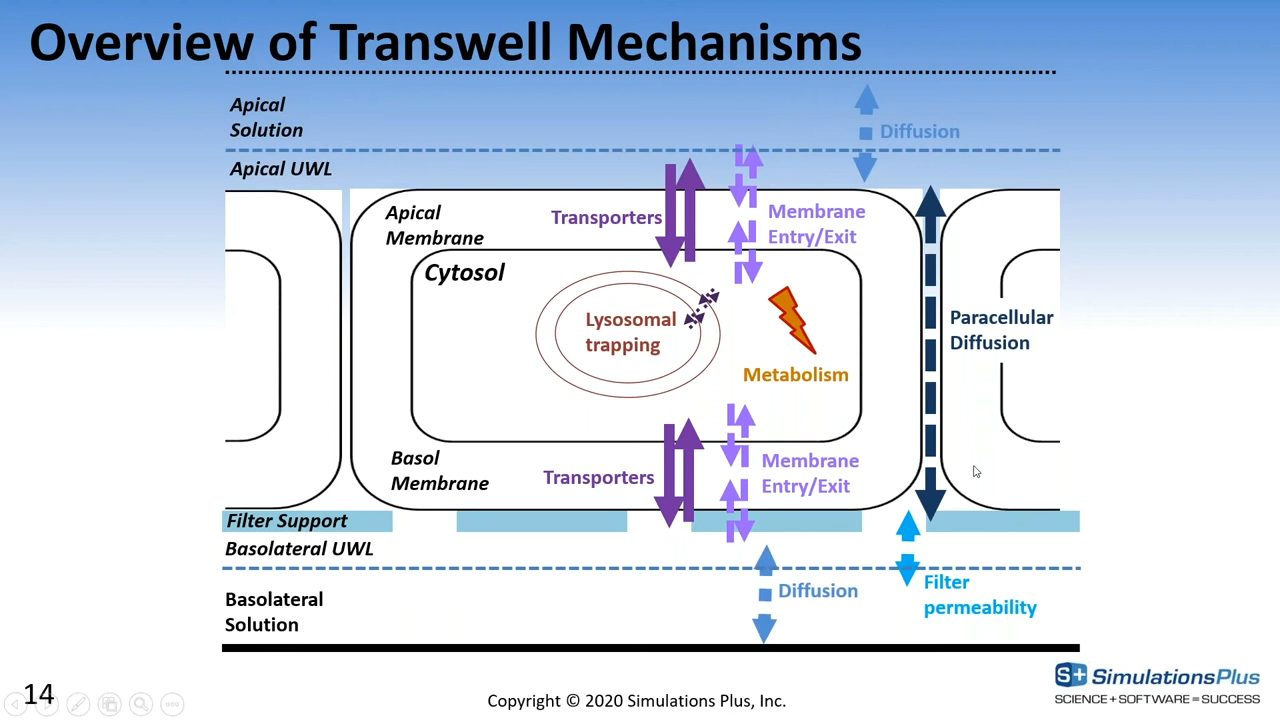 Overview of Transwell Mechanisms
Apical
Solution
Diffusion
Apical UWL
Apical
Membrane
Transporters
Membrane
Entry/Exit
Cytosol
Lysosomal
trapping
Metabolism
Paracellular
Diffusion
Basol
Membrane
Transporters
Membrane
Entry/Exit
Filter Support
Basolateral UWL
Diffusion
Filter
permeability
Basolateral
Solution
14
Copyright © 2020 Simulations Plus, Inc.
S+ SimulationsPlus
SCIENCE + SOFTWARE = SUCCESS